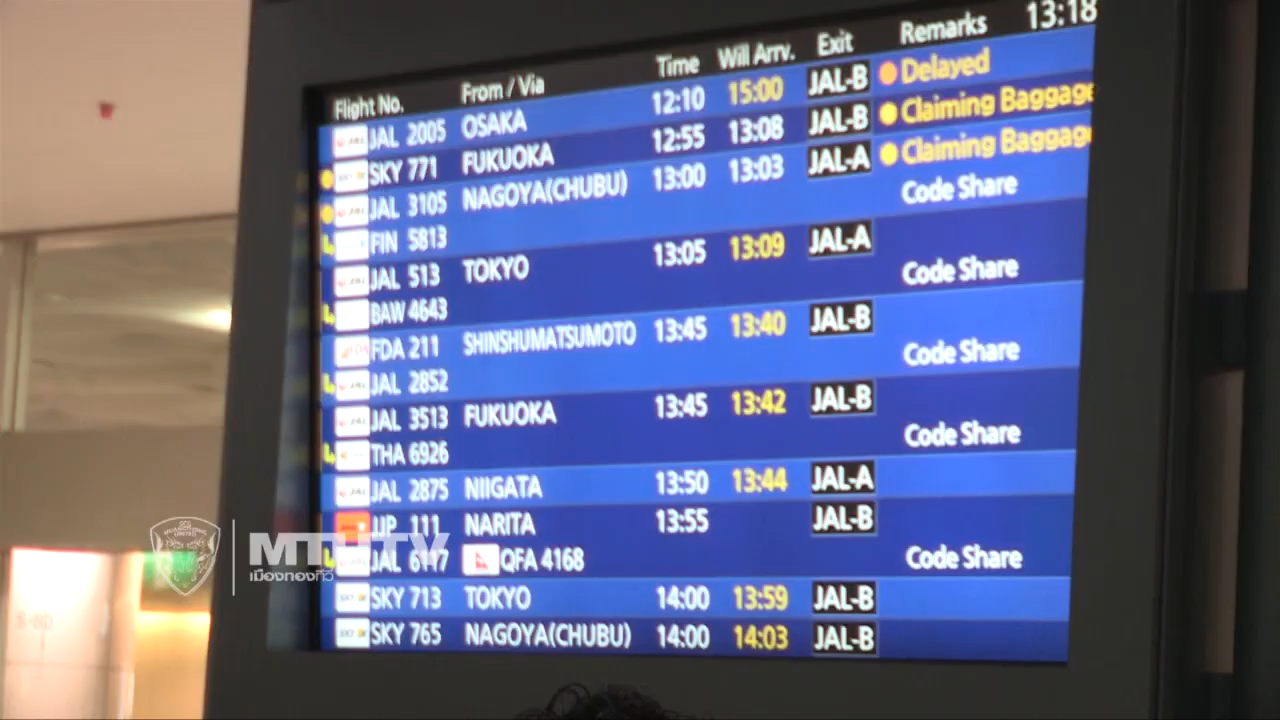 13:18
Flight No. From / Via Time Will Arrv. Exit Remarks
JAL 2005 OSAKA 12:10 15:00 JAL-B Delayed
SKY 771 FUKUOKA 12:55 13:08 JAL-B Claiming Baggage
JAL 3105 NAGOYA(CHUBU) 13:00 13:03 JAL-A Claiming Baggage
FIN 5813 Code Share
JAL 513 TOKYO 13:05 13:09 JAL-A
BAW 4643 Code Share
FDA 211 SHINSHUMATSUMOTO 13:45 13:40 JAL-B
JAL 2852 Code Share
JAL 3513 FUKUOKA 13:45 13:42 JAL-B
THA 6926 Code Share
JAL 2875 NIIGATA 13:50 13:44 JAL-A
JJP 111 NARITA 13:55 JAL-B
JAL 6117 QFA 4168 Code Share
SKY 713 TOKYO 14:00 13:59 JAL-B
SKY 765 NAGOYA(CHUBU) 14:00 14:03 JAL-B
MTUTV
เมืองทองทีวี